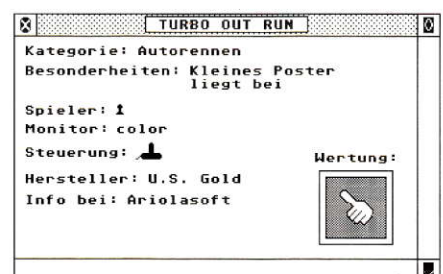 TURBO OUT RUN
Kategorie: Autorennen
Besonderheiten: Kleines Poster
liegt bei
Spieler: 1
Monitor: color
Steuerung:
Wertung:
Hersteller: U.S. Gold
Info bei: Ariolasoft